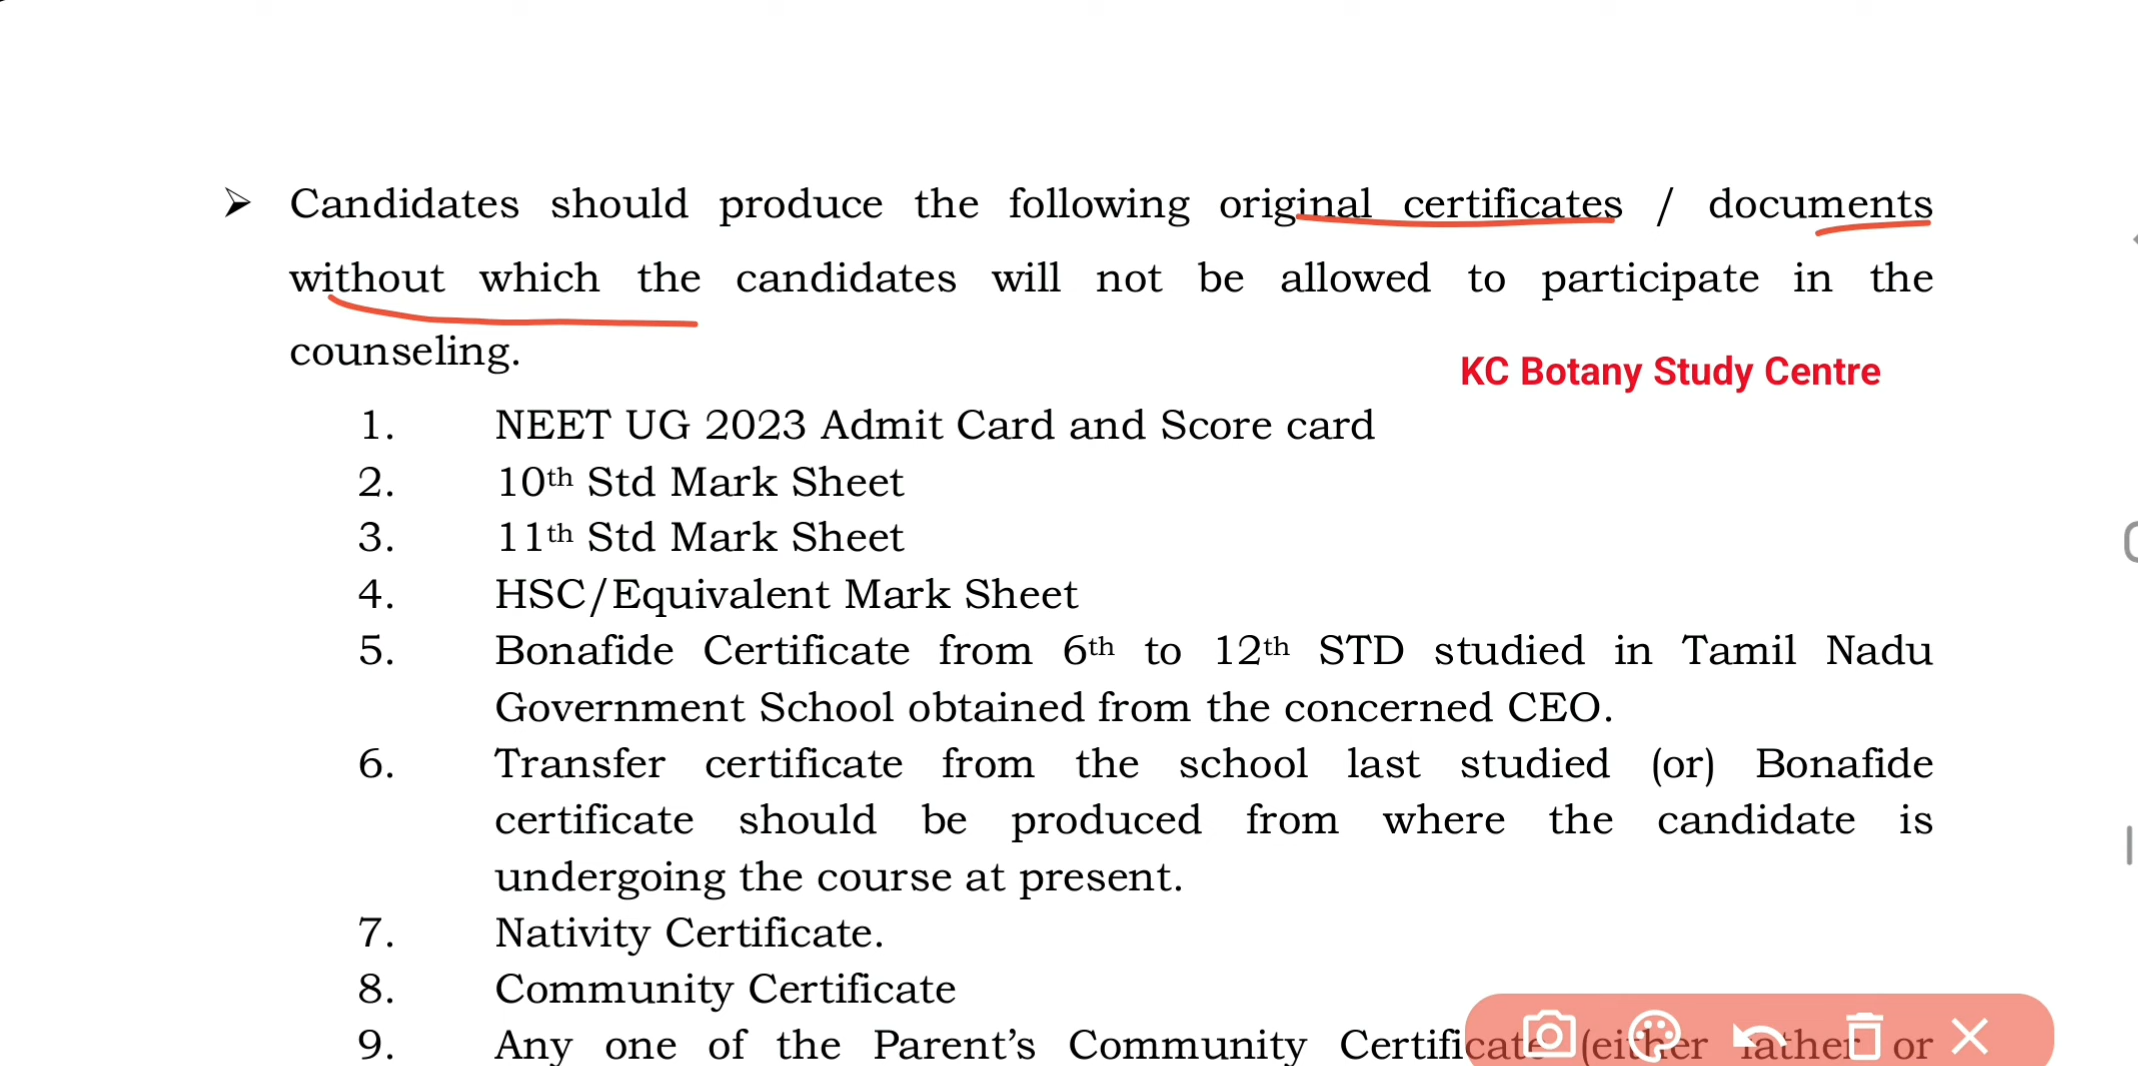 ➢ Candidates should produce the following original certificates / documents
without which the candidates will not be allowed to participate in the
counseling.
KC Botany Study Centre
1. NEET UG 2023 Admit Card and Score card
2. 10th Std Mark Sheet
3. 11th Std Mark Sheet
4. HSC/Equivalent Mark Sheet
5. Bonafide Certificate from 6th to 12th STD studied in Tamil Nadu
Government School obtained from the concerned CEO.
6. Transfer certificate from the school last studied (or) Bonafide
certificate should be produced from where the candidate is
undergoing the course at present.
7. Nativity Certificate.
8. Community Certificate
9. Any one of the Parent’s Community Certificate (either father or